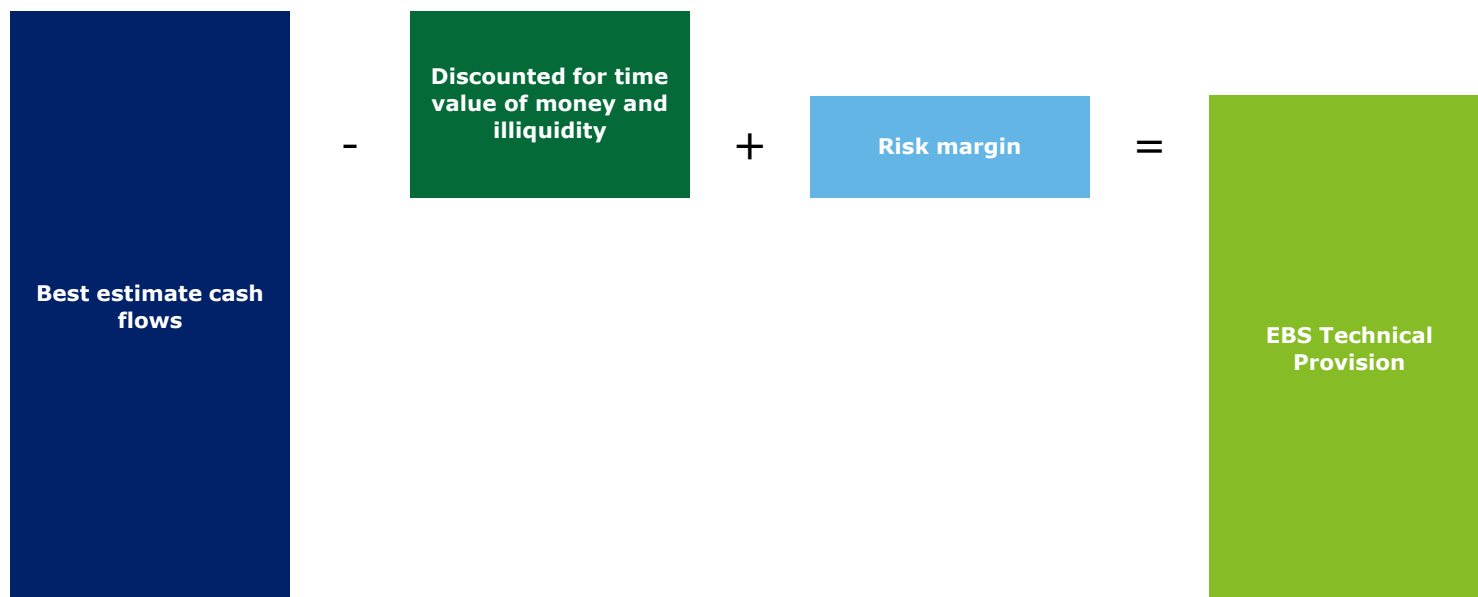 Best estimate cash
flows
-
Discounted for time
value of money and
illiquidity
+
Risk margin
=
EBS Technical
Provision